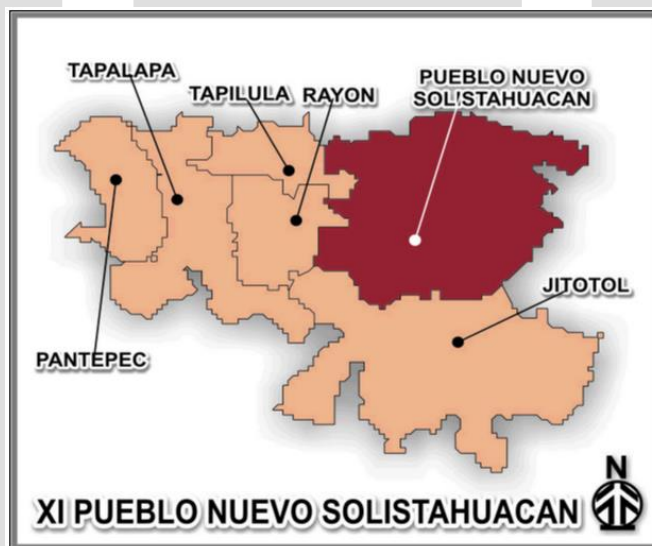 TAPALAPA
TAPILULA
RAYON
PUEBLO NUEVO
SOLISTAHUACAN
JITOTOL
PANTEPEC
XI PUEBLO NUEVO SOLISTAHUACAN
N